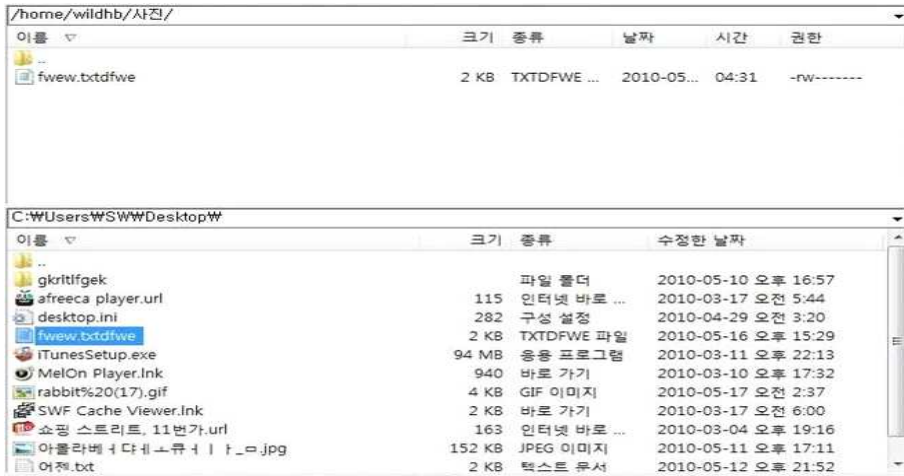 /home/wildhb/사진/
이름 크기 종류 날짜 시간 권한
..
fwew.txtdfwe 2 KB TXTDFWE ... 2010-05... 04:31 -rw-------
C:₩Users₩SW₩Desktop₩
이름 크기 종류 수정한 날짜
..
gkritlfgek 파일 폴더 2010-05-10 오후 16:57
afreeca player.url 115 인터넷 바로 ... 2010-03-17 오전 5:44
desktop.ini 282 구성 설정 2010-04-29 오전 3:20
fwew.txtdfwe 2 KB TXTDFWE 파일 2010-05-16 오후 15:29
iTunesSetup.exe 94 MB 응용 프로그램 2010-03-11 오후 22:13
MelOn Player.lnk 940 바로 가기 2010-03-10 오후 17:32
rabbit%20(17).gif 4 KB GIF 이미지 2010-05-17 오전 2:37
SWF Cache Viewer.lnk 2 KB 바로 가기 2010-03-17 오전 6:00
쇼핑 스트리트, 11번가.url 163 인터넷 바로 ... 2010-03-04 오후 19:16
152 KB JPEG 이미지 2010-05-11 오후 17:11
어젠.txt 2 KB 텍스트 문서 2010-05-12 오후 21:52